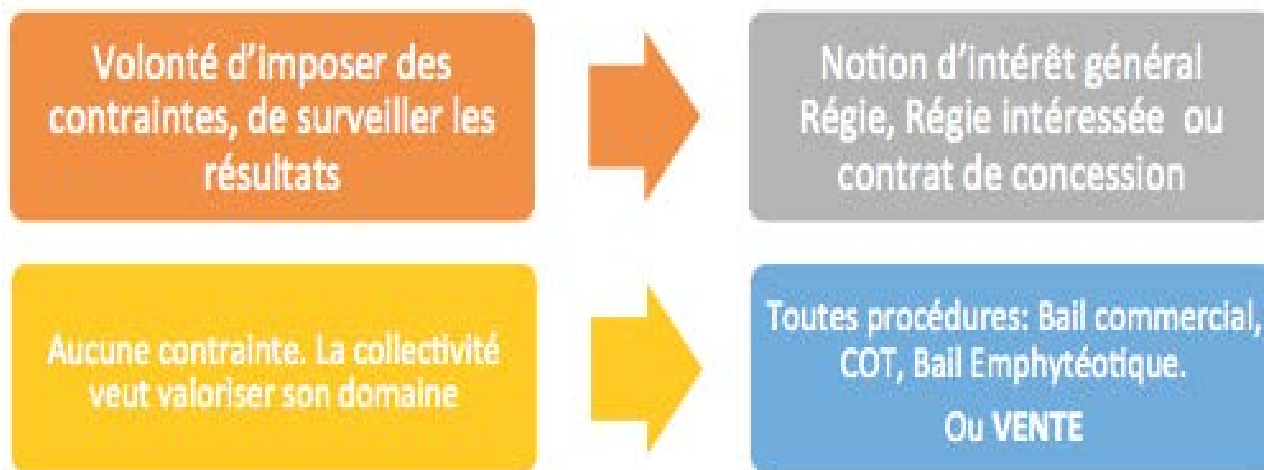 Volonté d'imposer des
contraintes, de surveiller les
résultats
Notion d'intérêt général
Régie, Régie intéressée ou
contrat de concession
Aucune contrainte. La collectivité
veut valoriser son domaine
Toutes procédures: Bail commercial,
COT, Bail Emphytéotique.
Ou VENTE